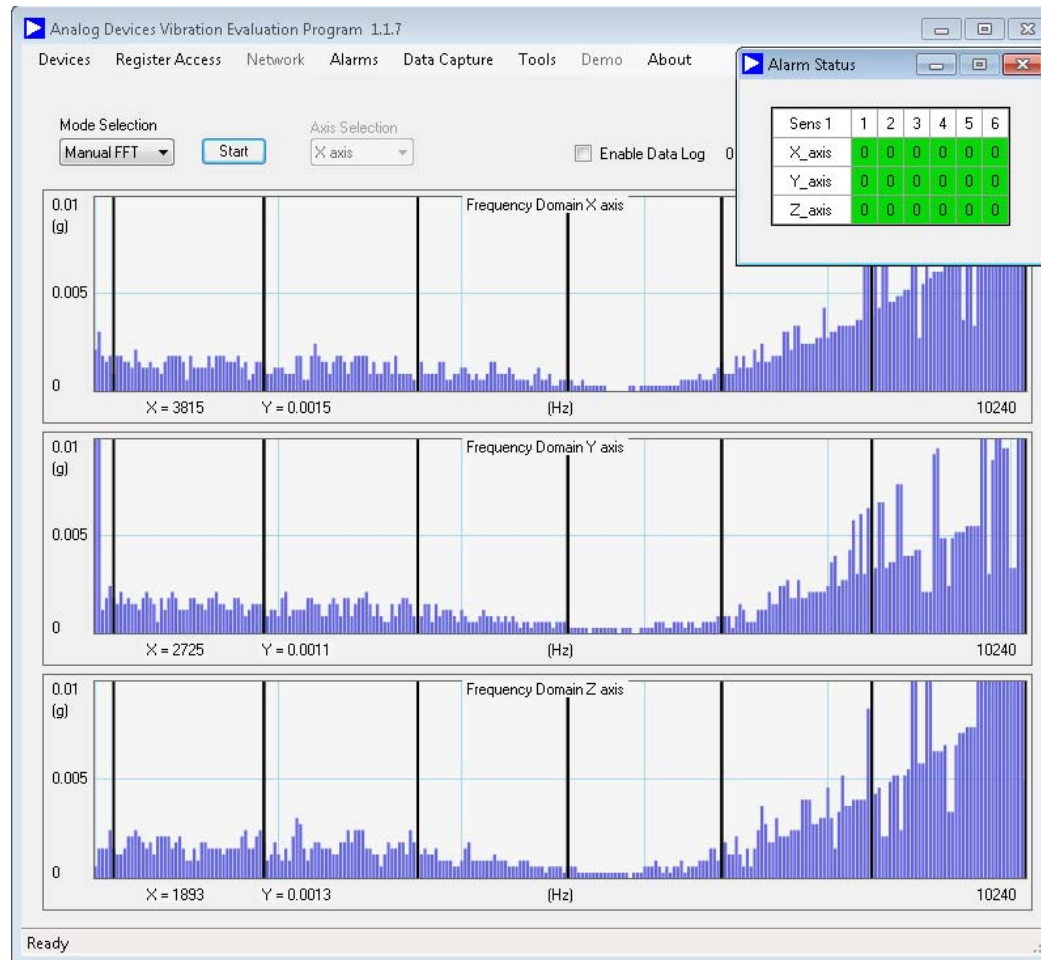 Analog Devices Vibration Evaluation Program 1.1.7
Devices Register Access Network Alarms Data Capture Tools Demo About
Alarm Status
Sens 1 1 2 3 4 5 6
X_axis 0 0 0 0 0 0
Y_axis 0 0 0 0 0 0
Z_axis 0 0 0 0 0 0
Mode Selection
Axis Selection
Manual FFT Start X axis Enable Data Log 0
0.01 Frequency Domain X axis
(g)
0.005
0
X = 3815 Y = 0.0015 (Hz) 10240
0.01 Frequency Domain Y axis
(g)
0.005
0
X = 2725 Y = 0.0011 (Hz) 10240
0.01 Frequency Domain Z axis
(g)
0.005
0
X = 1893 Y = 0.0013 (Hz) 10240
Ready